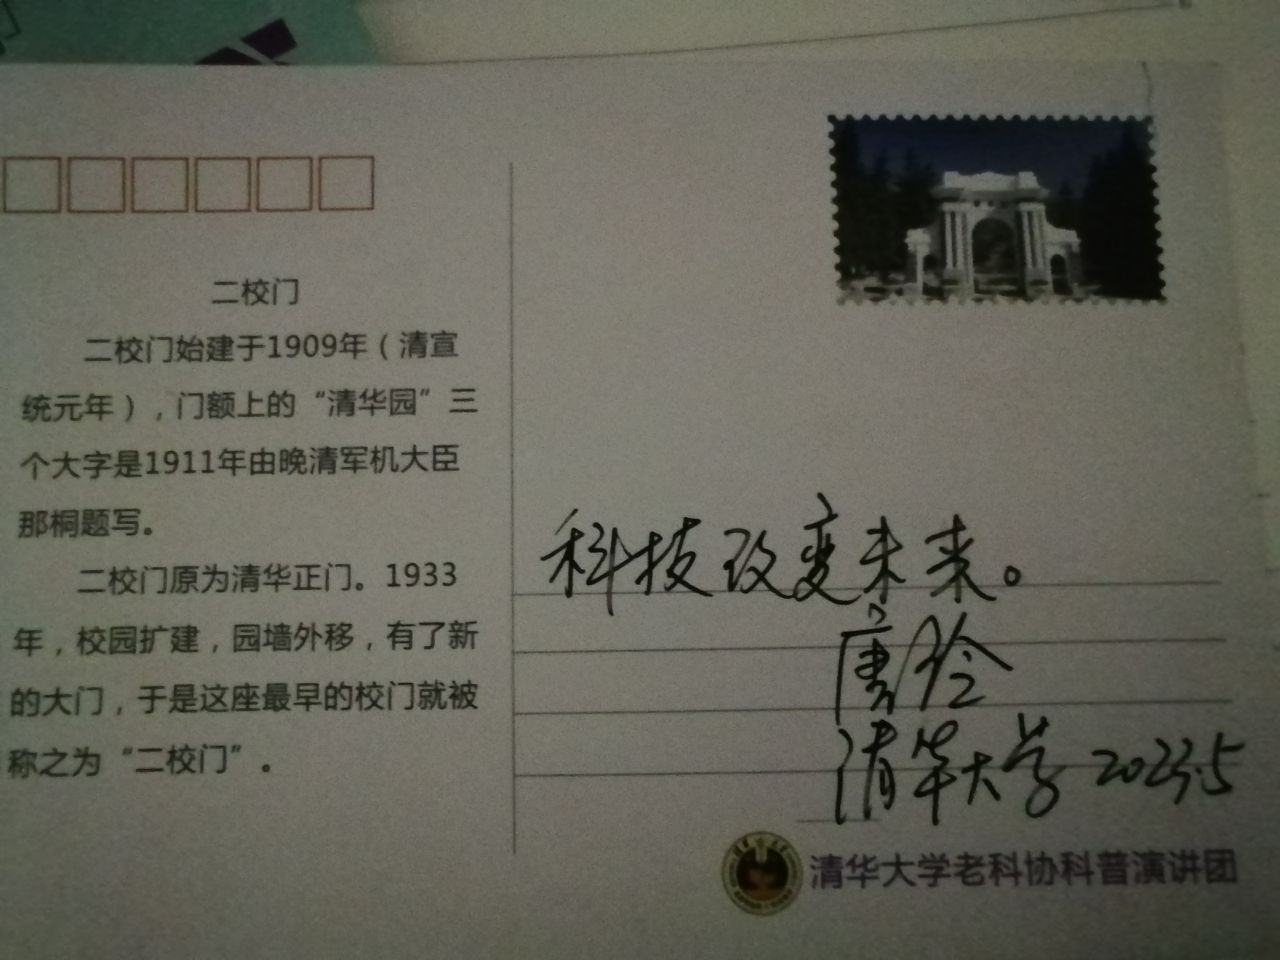 二校门
二校门始建于1909年（清宣
统元年），门额上的“清华园”三
个大字是1911年由晚清军机大臣
那桐题写。
二校门原为清华正门。1933
年，校园扩建，园墙外移，有了新
的大门，于是这座最早的校门就被
称之为“二校门”。
科技改变未来。
清华大学 2023.5
清华大学老科协科普演讲团